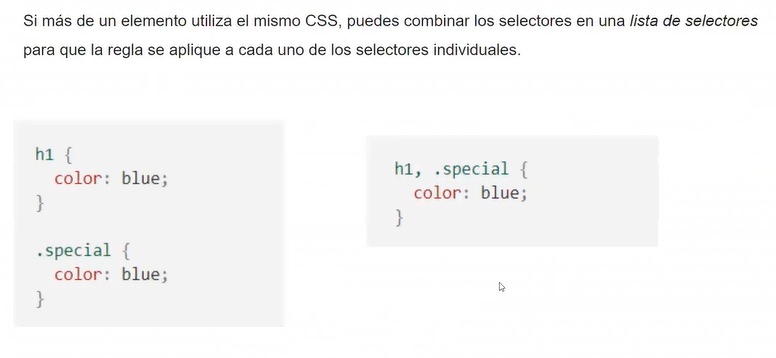 Si más de un elemento utiliza el mismo CSS, puedes combinar los selectores en una lista de selectores
para que la regla se aplique a cada uno de los selectores individuales.
h1 {
  color: blue;
}
.special {
  color: blue;
}
h1, .special {
  color: blue;
}